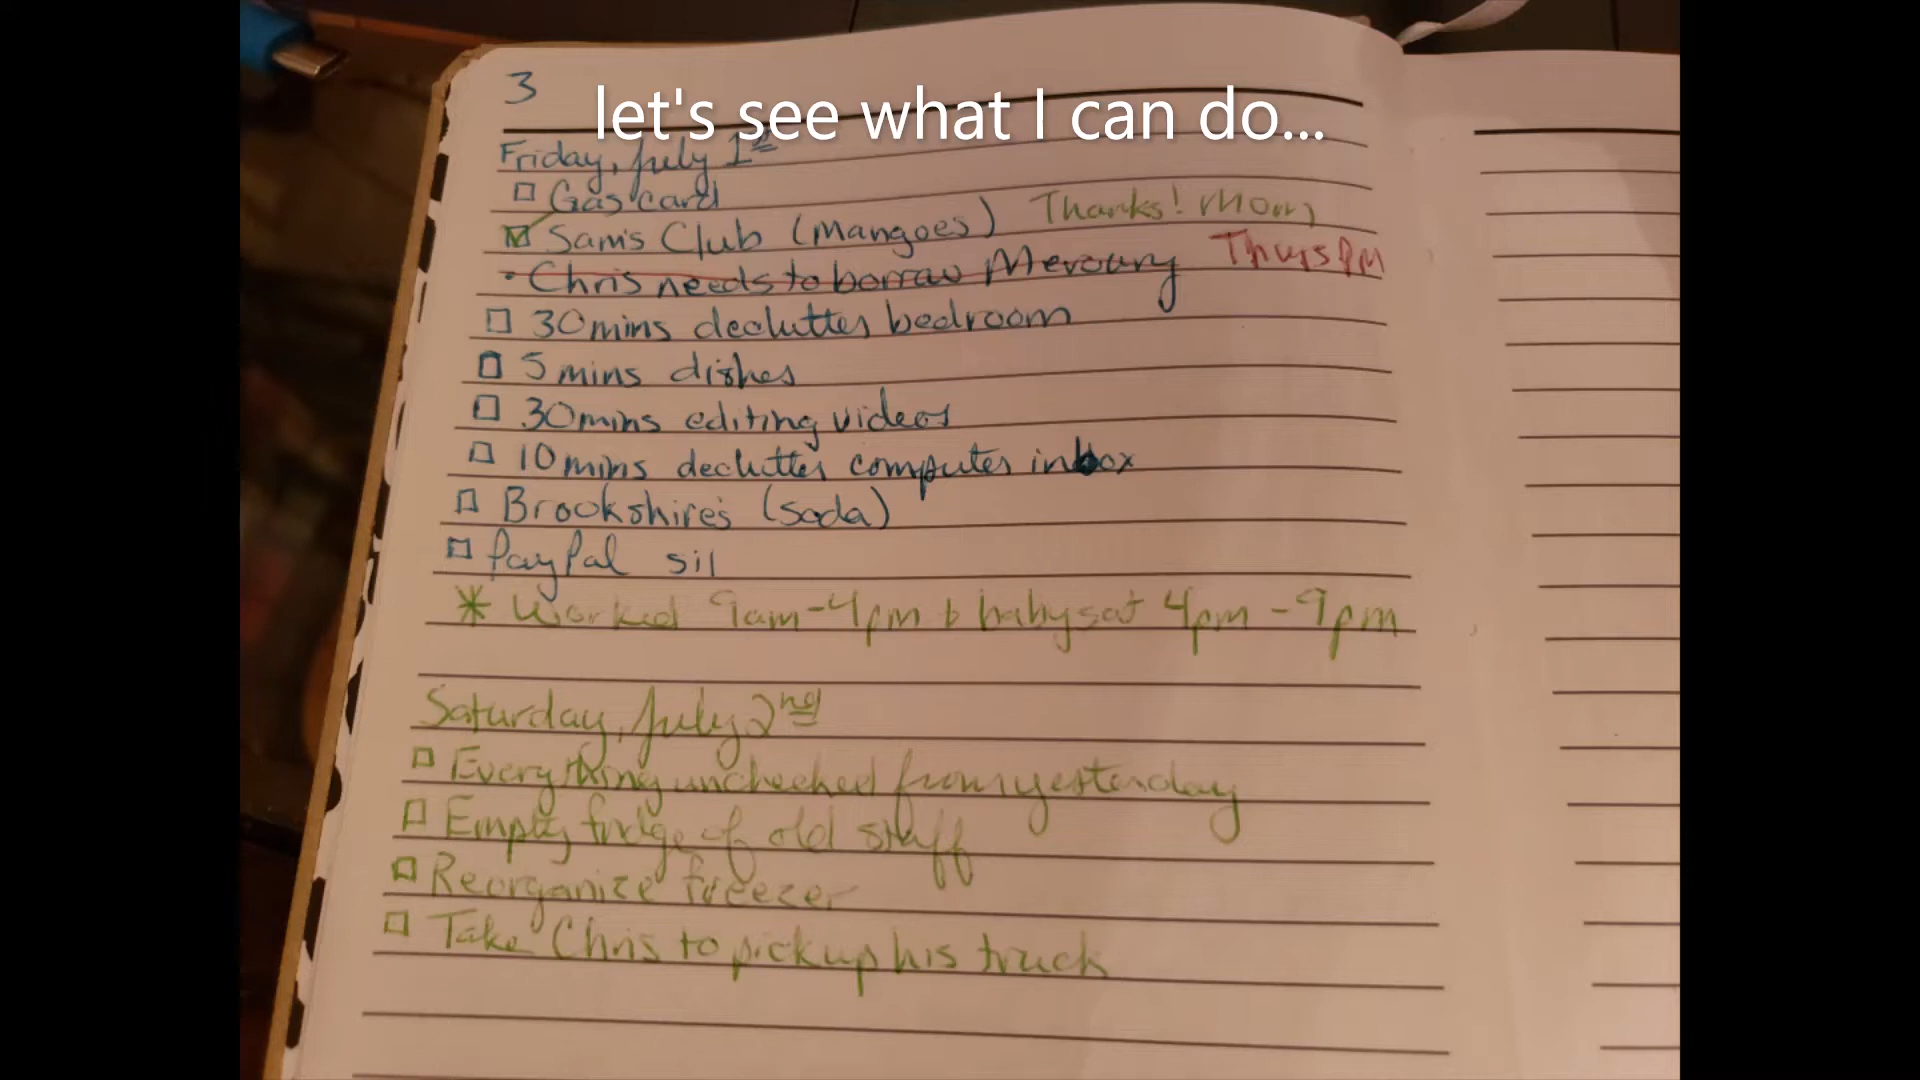 3
let's see what I can do...
Friday, July 1st
Gas card
Sam's Club (Mangoes) Thanks! Mom
Chris needs to borrow Mercury Thurs PM
30 mins declutter bedroom
5 mins dishes
30 mins editing videos
10 mins declutter computer inbox
Brookshire's (soda)
PayPal sil
* Worked 9am-4pm & babysat 4pm-9pm
Saturday, July 2nd
Everything unchecked from yesterday
Empty fridge of old stuff
Reorganize freezer
Take Chris to pick up his truck